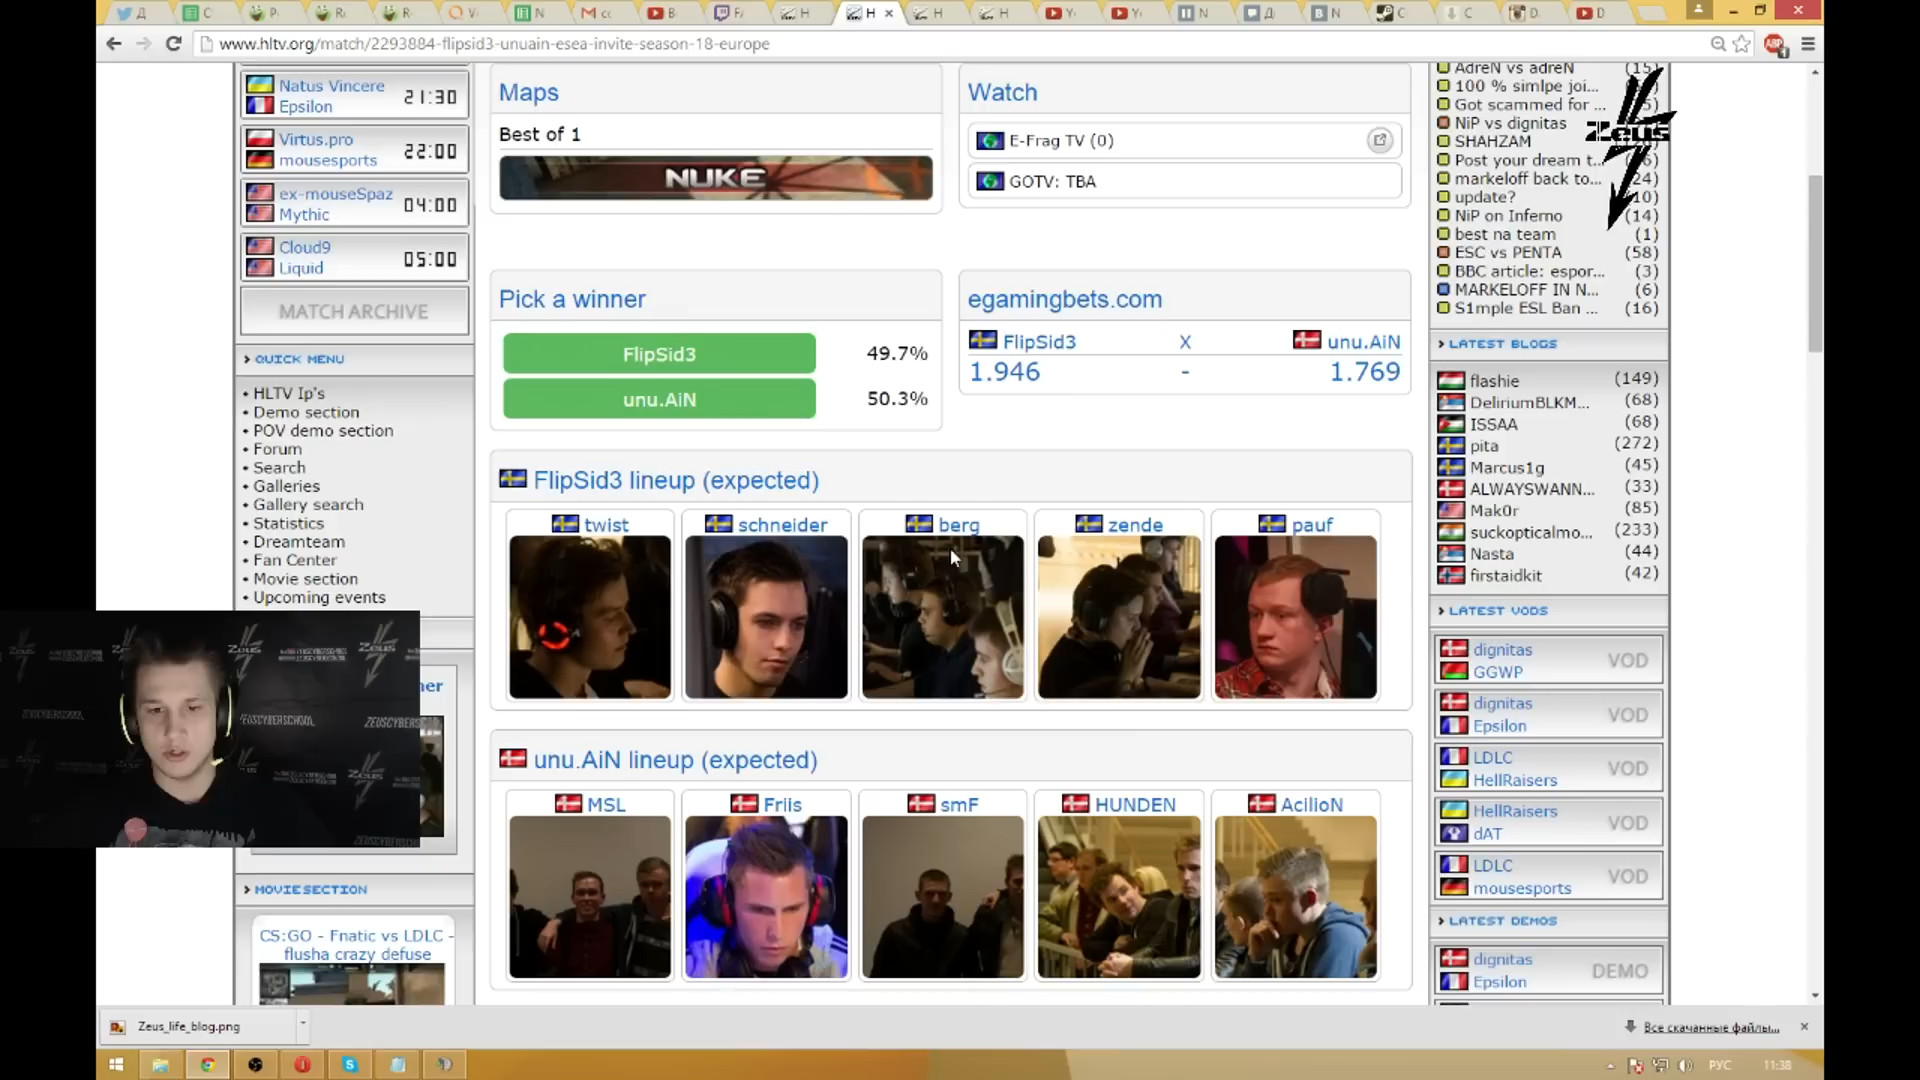 www.hltv.org/match/2293884-flipsid3-unuain-esea-invite-season-18-europe
Natus Vincere
Epsilon
21:30
Virtus.pro
mousesports
22:00
ex-mouseSpaz
Mythic
04:00
Cloud9
Liquid
05:00
MATCH ARCHIVE
QUICK MENU
• HLTV Ip's
• Demo section
• POV demo section
• Forum
• Search
• Galleries
• Gallery search
• Statistics
• Dreamteam
• Fan Center
• Movie section
• Upcoming events
MOVIESECTION
CS:GO - Fnatic vs LDLC -
flusha crazy defuse
Maps
Best of 1
NUKE
Watch
E-Frag TV (0)
GOTV: TBA
Pick a winner
FlipSid3 49.7%
unu.AiN 50.3%
egamingbets.com
FlipSid3 X unu.AiN
1.946 - 1.769
FlipSid3 lineup (expected)
twist schneider berg zende pauf
unu.AiN lineup (expected)
MSL Friis smF HUNDEN AcilioN
AdreN vs adreN (15)
100 % simlpe joi...
Got scammed for ...
NiP vs dignitas
SHAHZAM
Post your dream t...
markeloff back to... (24)
update? (10)
NiP on Inferno (14)
best na team (1)
ESC vs PENTA (58)
BBC article: espor... (3)
MARKELOFF IN N... (6)
S1mple ESL Ban ... (16)
Zeus
LATEST BLOGS
flashie (149)
DeliriumBLKM... (68)
ISSAA (68)
pita (272)
Marcus1g (45)
ALWAYSWANN... (33)
Mak0r (85)
suckopticalmo... (233)
Nasta (44)
firstaidkit (42)
LATEST VODS
dignitas
GGWP
VOD
dignitas
Epsilon
VOD
LDLC
HellRaisers
VOD
HellRaisers
dAT
VOD
LDLC
mousesports
VOD
LATEST DEMOS
dignitas
Epsilon
DEMO
Zeus_life_blog.png
Все скачанные файлы...
РУС
11:38